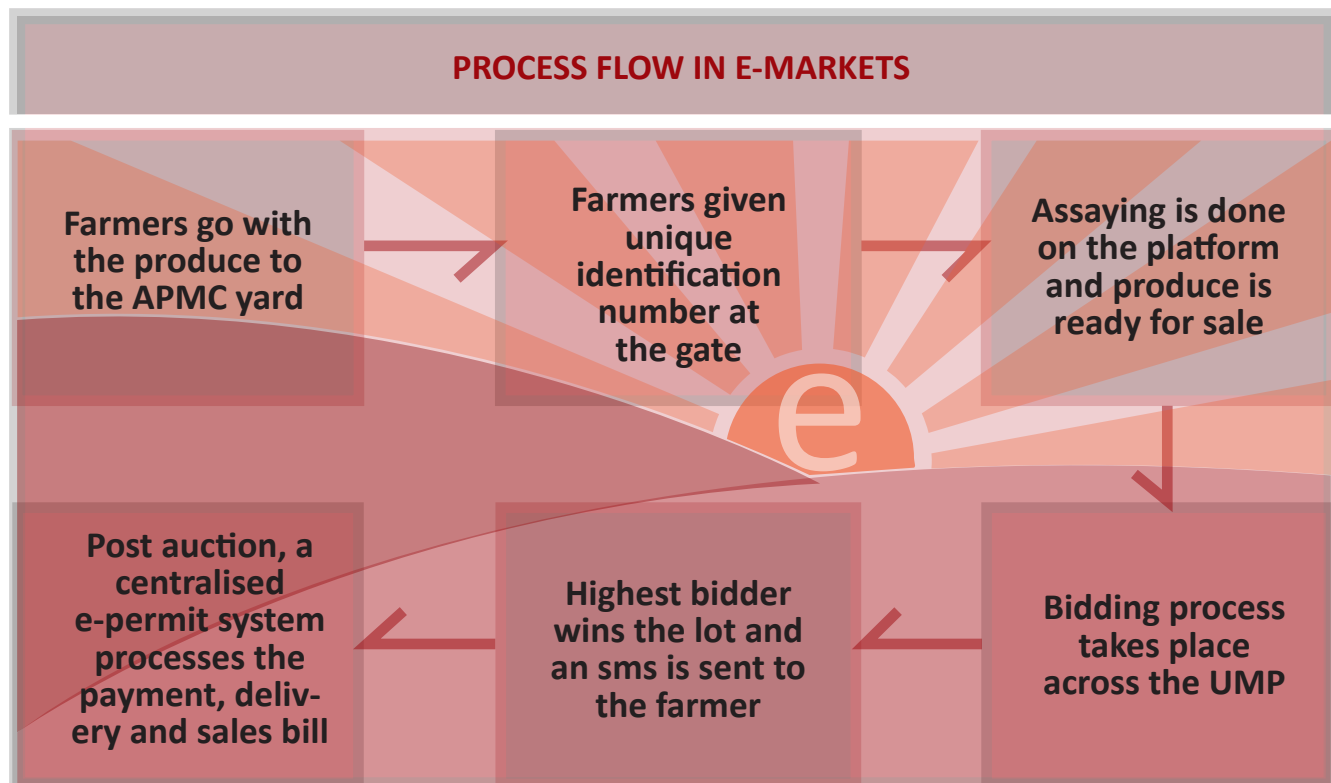 PROCESS FLOW IN E-MARKETS
Farmers go with
the produce to
the APMC yard
Farmers given
unique
identification
number at
the gate
Assaying is done
on the platform
and produce is
ready for sale
e
Bidding process
takes place
across the UMP
Highest bidder
wins the lot and
an sms is sent to
the farmer
Post auction, a
centralised
e-permit system
processes the
payment, deliv-
ery and sales bill